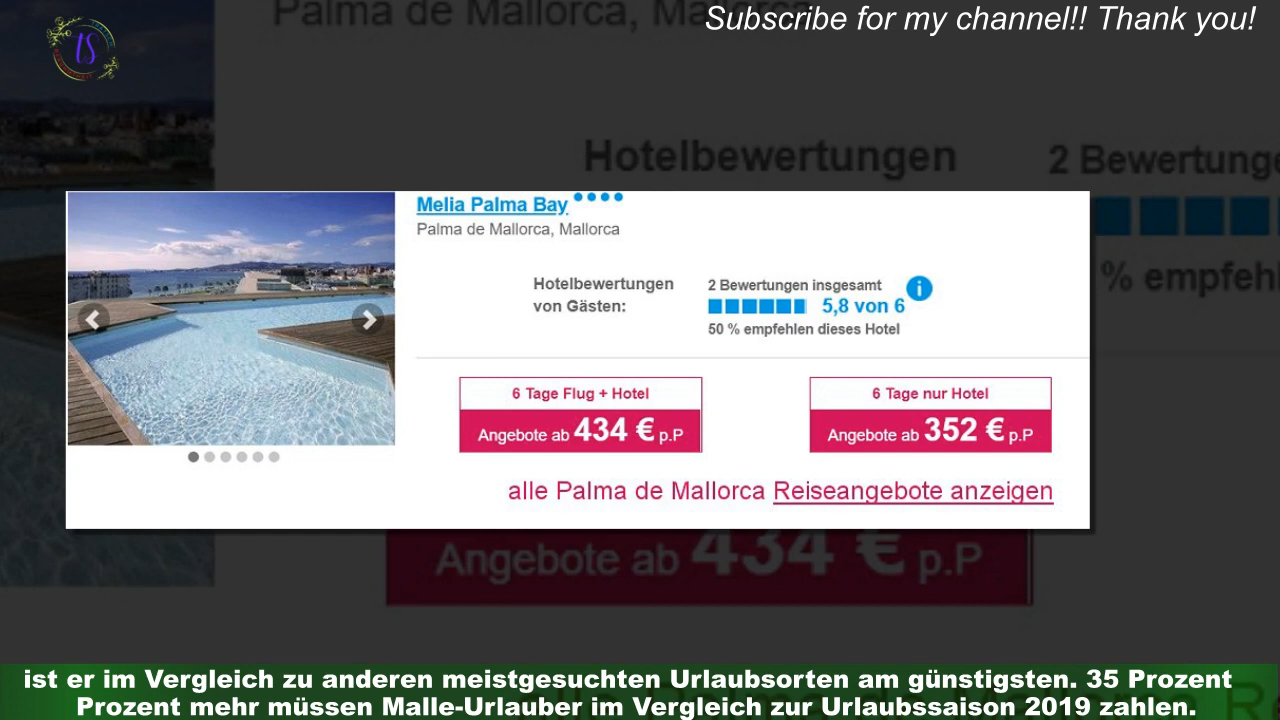 Palma de Mallorca, Mallorca
Subscribe for my channel!! Thank you!
LS
Hotelbewertungen
2 Bewertung
% empfehl
Melia Palma Bay
Palma de Mallorca, Mallorca
Hotelbewertungen
von Gästen:
2 Bewertungen insgesamt
i
5,8 von 6
50 % empfehlen dieses Hotel
6 Tage Flug + Hotel
Angebote ab 434 € p.P
6 Tage nur Hotel
Angebote ab 352 € p.P
alle Palma de Mallorca Reiseangebote anzeigen
Angebote ab 434 € p.P
ist er im Vergleich zu anderen meistgesuchten Urlaubsorten am günstigsten. 35 Prozent
Prozent mehr müssen Malle-Urlauber im Vergleich zur Urlaubssaison 2019 zahlen.